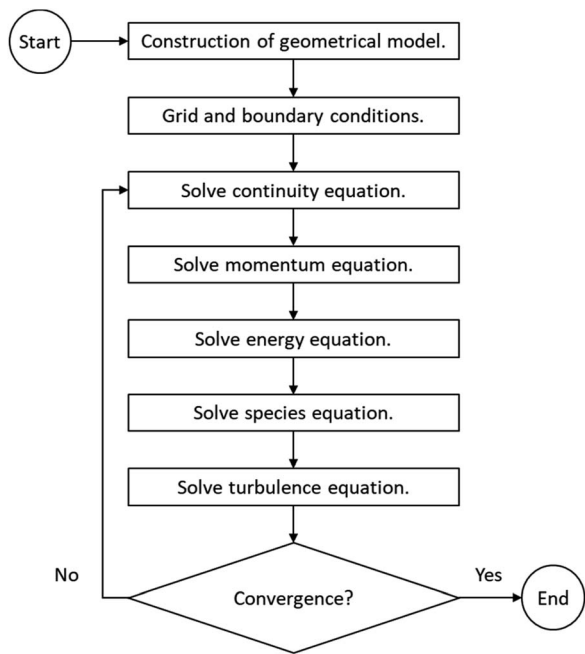 Start
Construction of geometrical model.
Grid and boundary conditions.
Solve continuity equation.
Solve momentum equation.
Solve energy equation.
Solve species equation.
Solve turbulence equation.
No
Convergence?
Yes
End